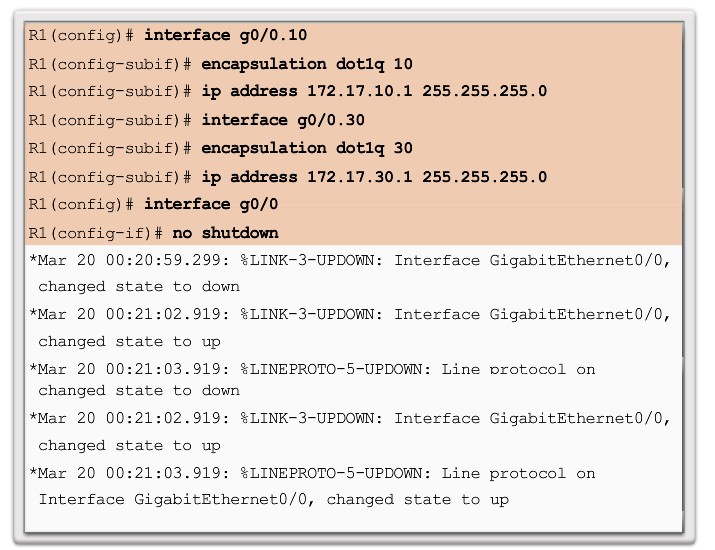 R1(config)# interface g0/0.10
R1(config-subif)# encapsulation dot1q 10
R1(config-subif)# ip address 172.17.10.1 255.255.255.0
R1(config-subif)# interface g0/0.30
R1(config-subif)# encapsulation dot1q 30
R1(config-subif)# ip address 172.17.30.1 255.255.255.0
R1(config)# interface g0/0
R1(config-if)# no shutdown
*Mar 20 00:20:59.299: %LINK-3-UPDOWN: Interface GigabitEthernet0/0,
changed state to down
*Mar 20 00:21:02.919: %LINK-3-UPDOWN: Interface GigabitEthernet0/0,
changed state to up
*Mar 20 00:21:03.919: %LINEPROTO-5-UPDOWN: Line protocol on
changed state to down
*Mar 20 00:21:02.919: %LINK-3-UPDOWN: Interface GigabitEthernet0/0,
changed state to up
*Mar 20 00:21:03.919: %LINEPROTO-5-UPDOWN: Line protocol on
Interface GigabitEthernet0/0, changed state to up